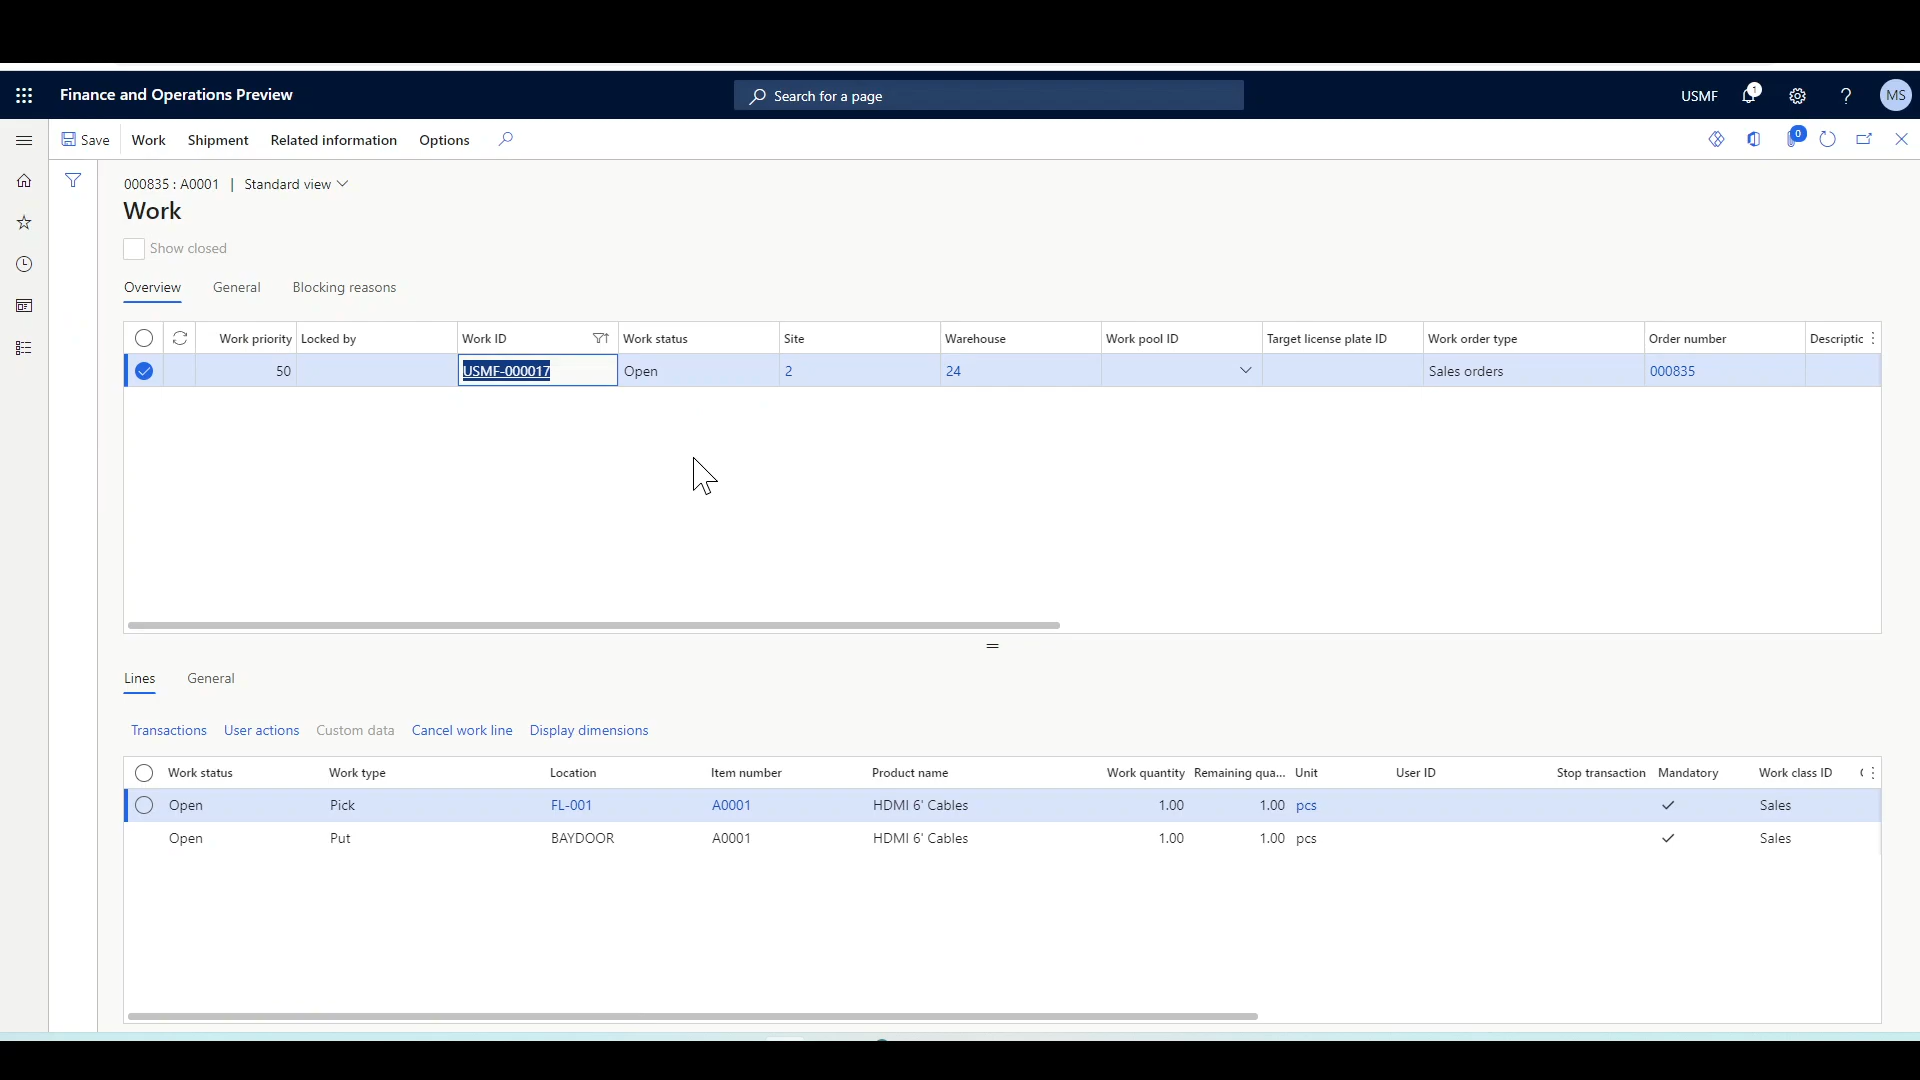 Finance and Operations Preview
Search for a page
USMF
1
?
MS
Save Work Shipment Related information Options
0
000835 : A0001 | Standard view
Work
Show closed
Overview General Blocking reasons
Work priority Locked by Work ID Work status Site Warehouse Work pool ID Target license plate ID Work order type Order number Descriptic
50 USMF-000017 Open 2 24 Sales orders 000835
Lines General
Transactions User actions Custom data Cancel work line Display dimensions
Work status Work type Location Item number Product name Work quantity Remaining qua... Unit User ID Stop transaction Mandatory Work class ID
Open Pick FL-001 A0001 HDMI 6' Cables 1.00 1.00 pcs Sales
Open Put BAYDOOR A0001 HDMI 6' Cables 1.00 1.00 pcs Sales